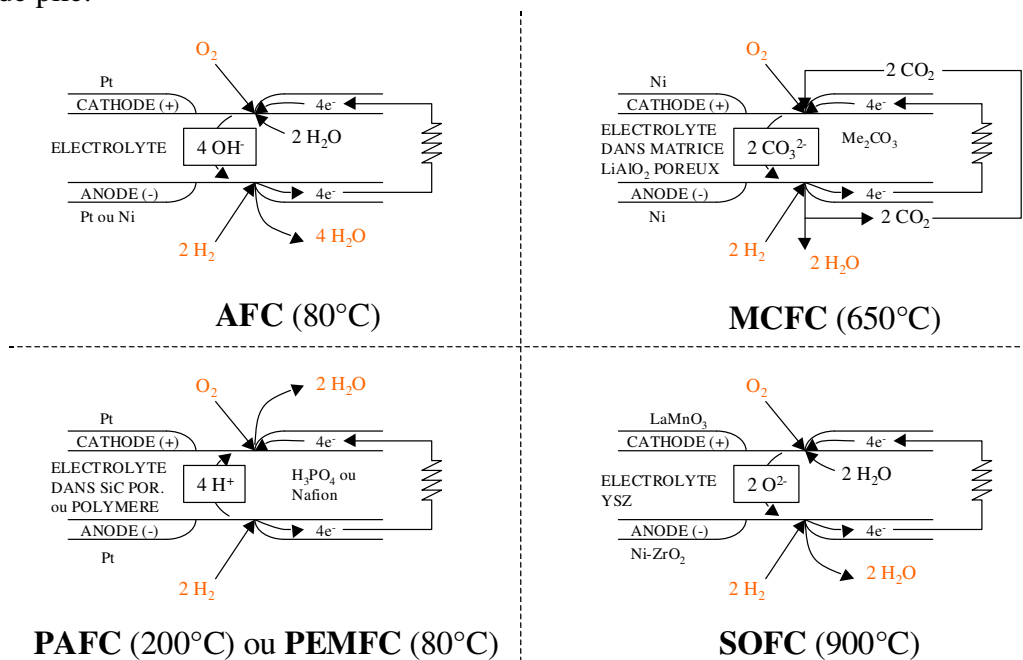 O₂
Pt
CATHODE (+)
4e⁻
2 H₂O
ELECTROLYTE
4 OH⁻
ANODE (-)
4e⁻
Pt ou Ni
2 H₂
4 H₂O
AFC (80°C)
O₂
2 CO₂
Ni
CATHODE (+)
4e⁻
ELECTROLYTE
DANS MATRICE
LiAlO₂ POREUX
2 CO₃²⁻
Me₂CO₃
ANODE (-)
4e⁻
Ni
2 CO₂
2 H₂
2 H₂O
MCFC (650°C)
O₂
2 H₂O
Pt
CATHODE (+)
4e⁻
ELECTROLYTE
DANS SiC POR.
ou POLYMERE
4 H⁺
H₃PO₄ ou
Nafion
ANODE (-)
4e⁻
Pt
2 H₂
PAFC (200°C) ou PEMFC (80°C)
O₂
LaMnO₃
CATHODE (+)
4e⁻
2 H₂O
ELECTROLYTE
YSZ
2 O²⁻
ANODE (-)
4e⁻
Ni-ZrO₂
2 H₂
2 H₂O
SOFC (900°C)